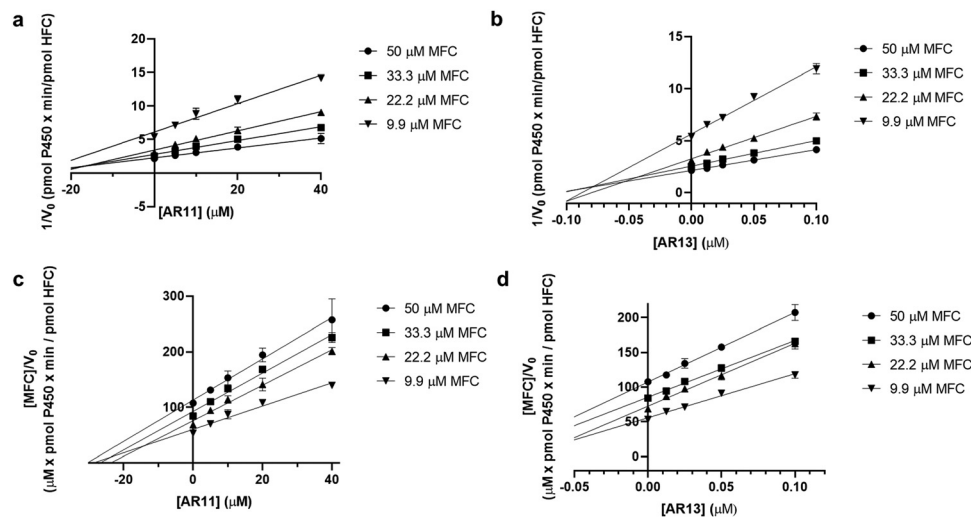 a
1/V0 (pmol P450 x min/pmol HFC)
20
15
10
5
-5
-20
20
40
[AR11] (μM)
50 μM MFC
33.3 μM MFC
22.2 μM MFC
9.9 μM MFC
b
1/V0 (pmol P450 x min/pmol HFC)
15
10
5
0
-0.10
-0.05
0.00
0.05
0.10
[AR13] (μM)
50 μM MFC
33.3 μM MFC
22.2 μM MFC
9.9 μM MFC
c
[MFC]/V0
(μM x pmol P450 x min / pmol HFC)
300
200
100
-20
0
20
40
[AR11] (μM)
50 μM MFC
33.3 μM MFC
22.2 μM MFC
9.9 μM MFC
d
[MFC]/V0
(μM x pmol P450 x min / pmol HFC)
200
150
100
50
0
-0.05
0.00
0.05
0.10
[AR13] (μM)
50 μM MFC
33.3 μM MFC
22.2 μM MFC
9.9 μM MFC